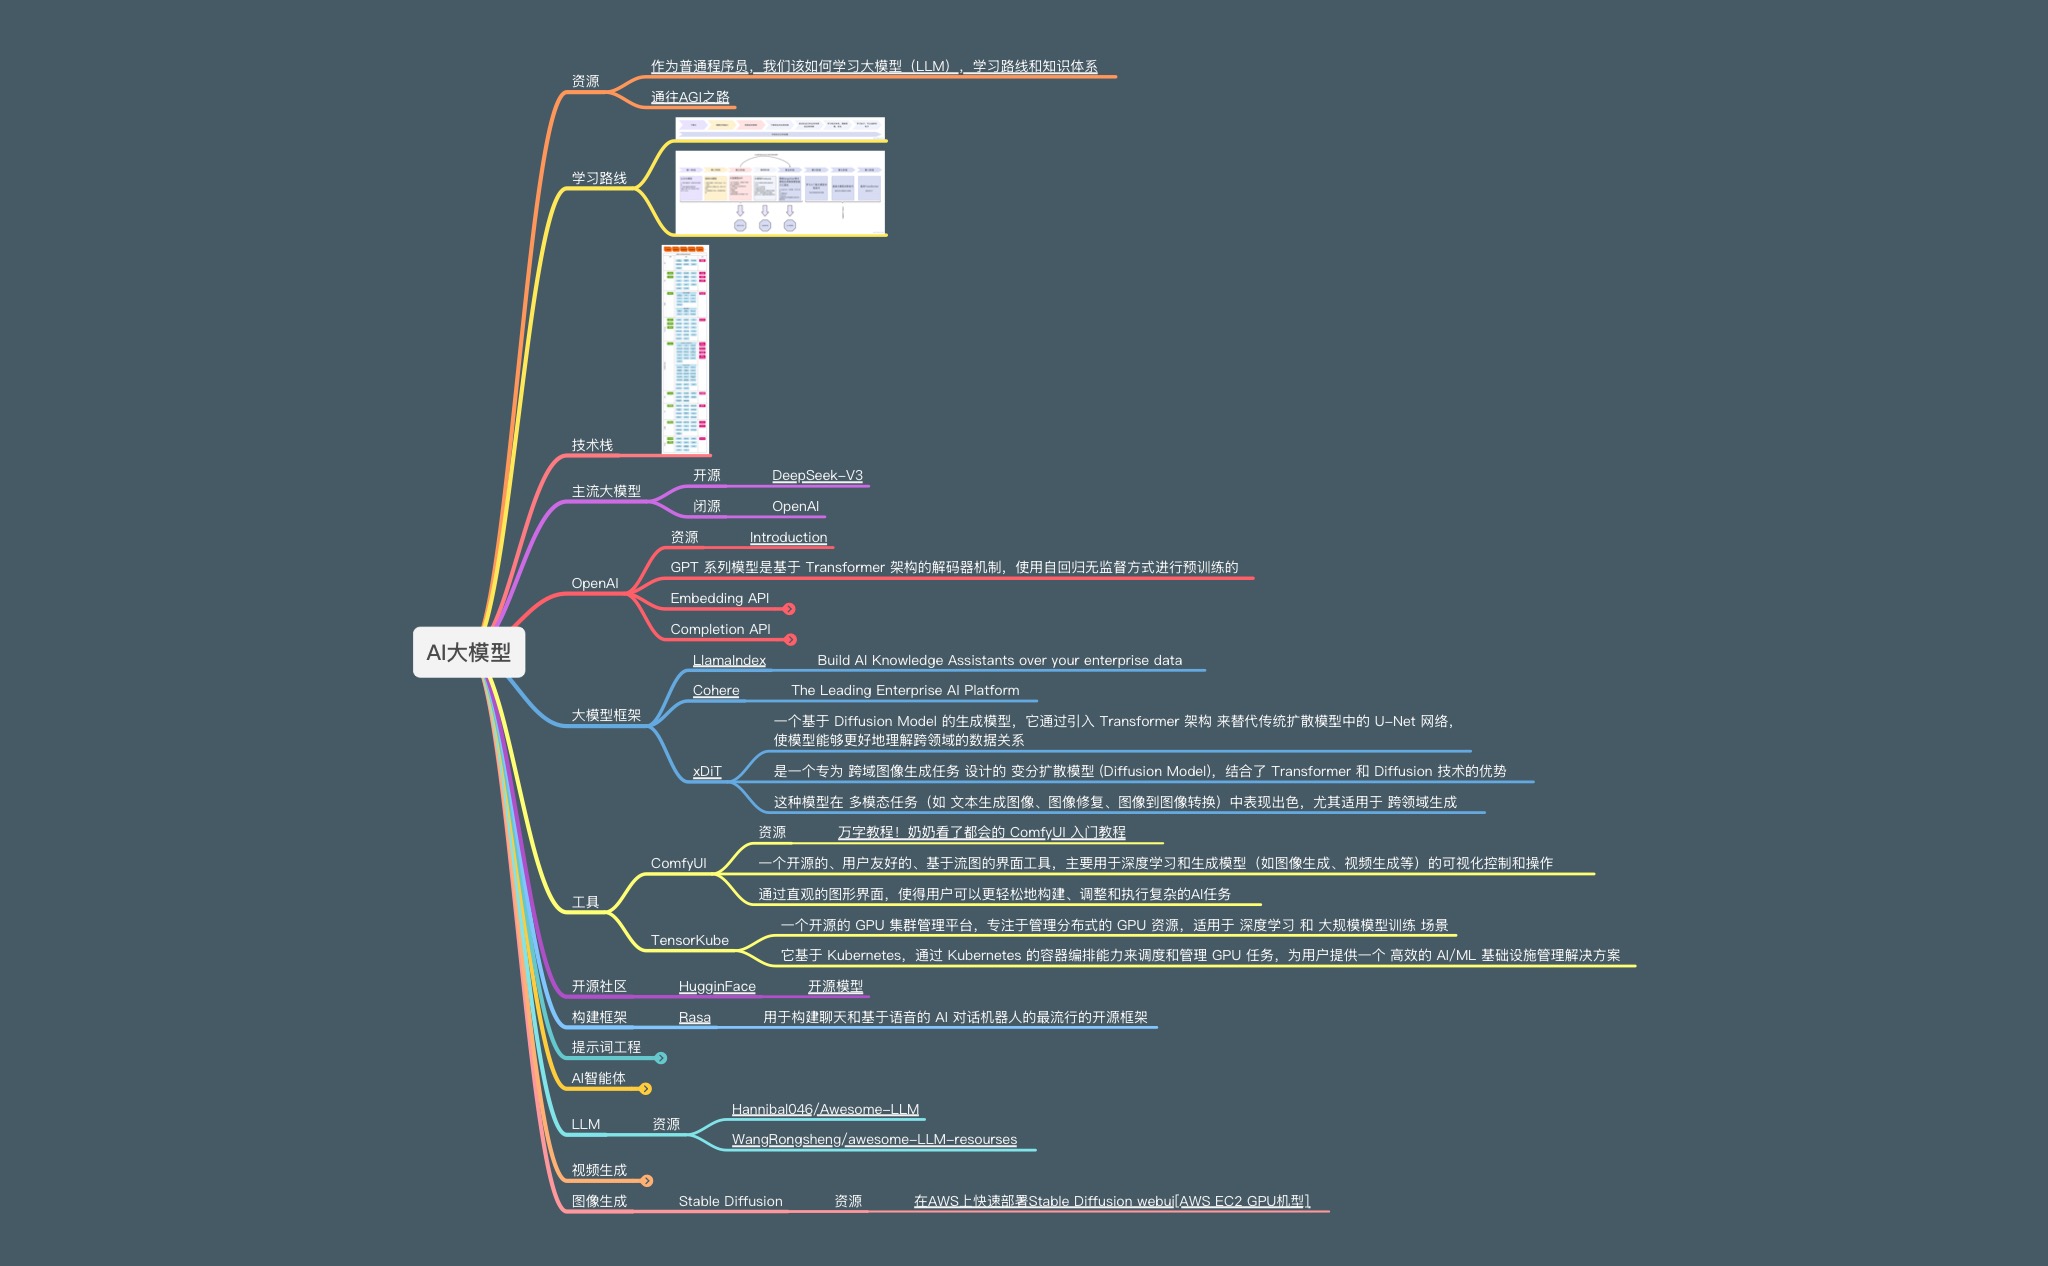 作为普通程序员，我们该如何学习大模型（LLM），学习路线和知识体系
资源
通往AGI之路
学习路线
技术栈
开源
DeepSeek-V3
主流大模型
闭源
OpenAI
资源
Introduction
GPT 系列模型是基于 Transformer 架构的解码器机制，使用自回归无监督方式进行预训练的
OpenAI
Embedding API
Completion API
AI大模型
LlamaIndex
Build AI Knowledge Assistants over your enterprise data
Cohere
The Leading Enterprise AI Platform
大模型框架
一个基于 Diffusion Model 的生成模型，它通过引入 Transformer 架构 来替代传统扩散模型中的 U-Net 网络，
使模型能够更好地理解跨领域的数据关系
xDiT
是一个专为 跨域图像生成任务 设计的 变分扩散模型 (Diffusion Model)，结合了 Transformer 和 Diffusion 技术的优势
这种模型在 多模态任务（如 文本生成图像、图像修复、图像到图像转换）中表现出色，尤其适用于 跨领域生成
资源
万字教程！奶奶看了都会的 ComfyUI 入门教程
ComfyUI
一个开源的、用户友好的、基于流图的界面工具，主要用于深度学习和生成模型（如图像生成、视频生成等）的可视化控制和操作
通过直观的图形界面，使得用户可以更轻松地构建、调整和执行复杂的AI任务
工具
一个开源的 GPU 集群管理平台，专注于管理分布式的 GPU 资源，适用于 深度学习 和 大规模模型训练 场景
TensorKube
它基于 Kubernetes，通过 Kubernetes 的容器编排能力来调度和管理 GPU 任务，为用户提供一个 高效的 AI/ML 基础设施管理解决方案
开源社区
HugginFace
开源模型
构建框架
Rasa
用于构建聊天和基于语音的 AI 对话机器人的最流行的开源框架
提示词工程
AI智能体
Hannibal046/Awesome-LLM
LLM
资源
WangRongsheng/awesome-LLM-resourses
视频生成
图像生成
Stable Diffusion
资源
在AWS上快速部署Stable Diffusion webui[AWS EC2 GPU机型]